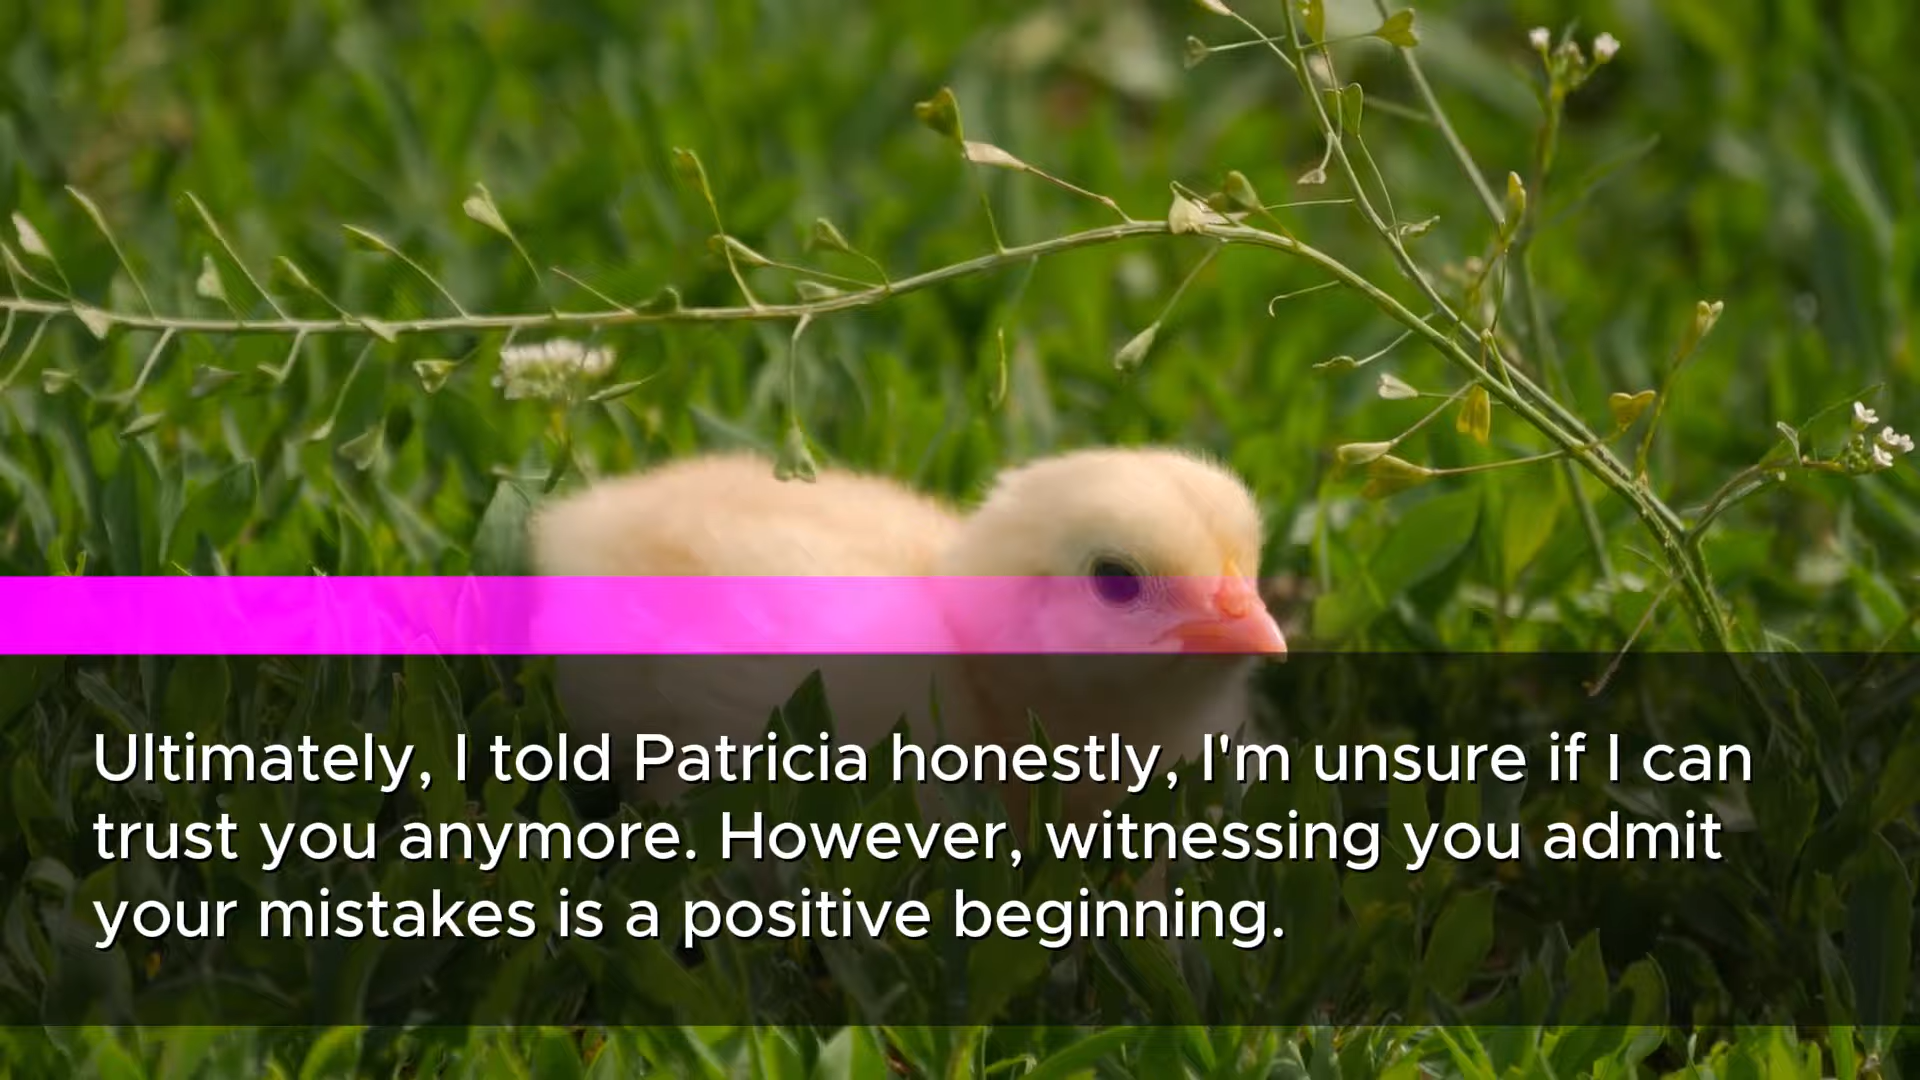 Ultimately, I told Patricia honestly, I'm unsure if I can
trust you anymore. However, witnessing you admit
your mistakes is a positive beginning.